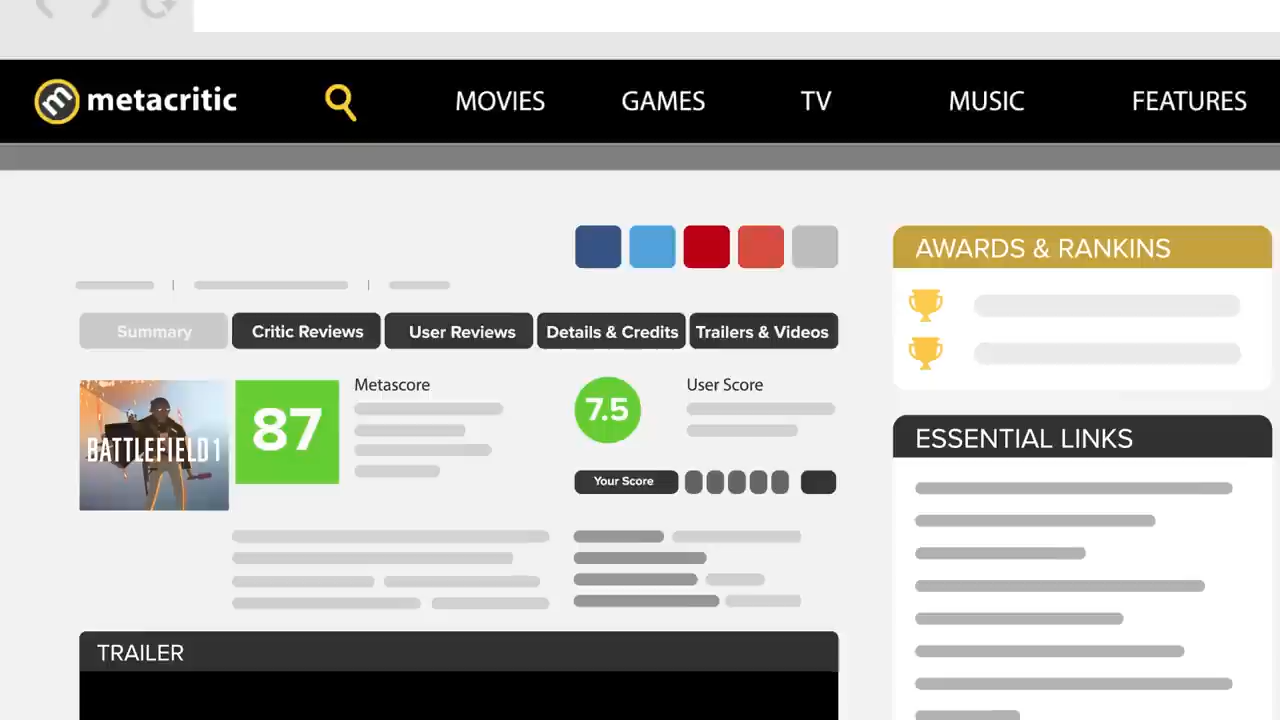 metacritic
MOVIES
GAMES
TV
MUSIC
FEATURES
AWARDS & RANKINS
Summary
Critic Reviews
User Reviews
Details & Credits
Trailers & Videos
BATTLEFIELD 1
87
Metascore
7.5
User Score
Your Score
ESSENTIAL LINKS
TRAILER